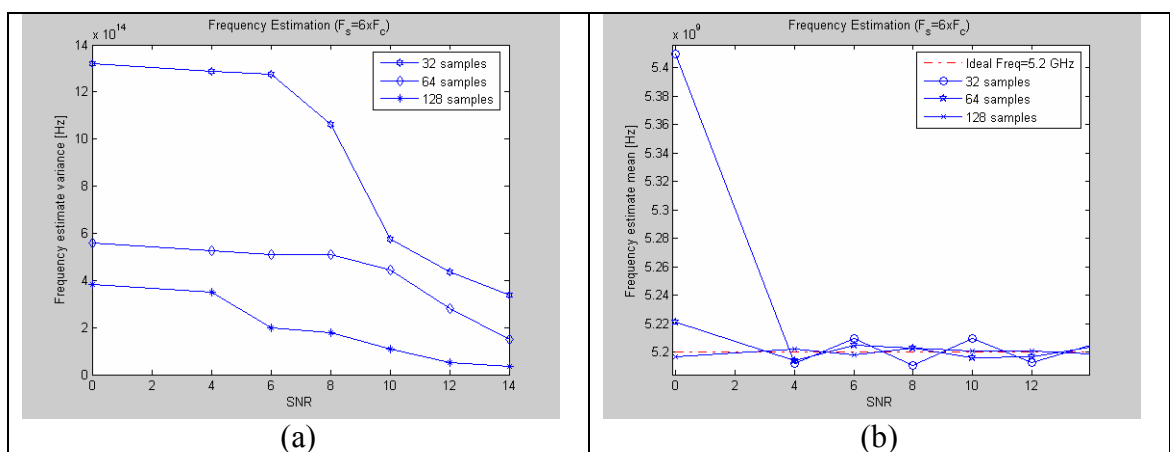 Frequency Estimation (Fs=6xFc)
x 10^14
14
12
10
8
6
4
2
0
Frequency estimate variance [Hz]
32 samples
64 samples
128 samples
0 2 4 6 8 10 12 14
SNR
(a)
Frequency Estimation (Fs=6xFc)
x 10^9
5.4
5.38
5.36
5.34
5.32
5.3
5.28
5.26
5.24
5.22
5.2
Frequency estimate mean [Hz]
Ideal Freq=5.2 GHz
32 samples
64 samples
128 samples
0 2 4 6 8 10 12
SNR
(b)